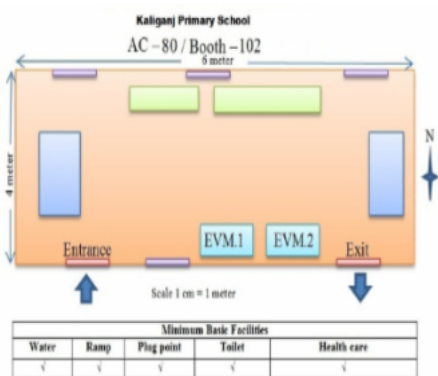 Kaliganj Primary School
AC – 80 / Booth –102
6 meter
4 meter
N
EVM.1 EVM.2
Entrance Exit
Scale 1 cm = 1 meter
Minimum Basic Facilities
Water Ramp Plug point Toilet Health care
√ √ √ √ √